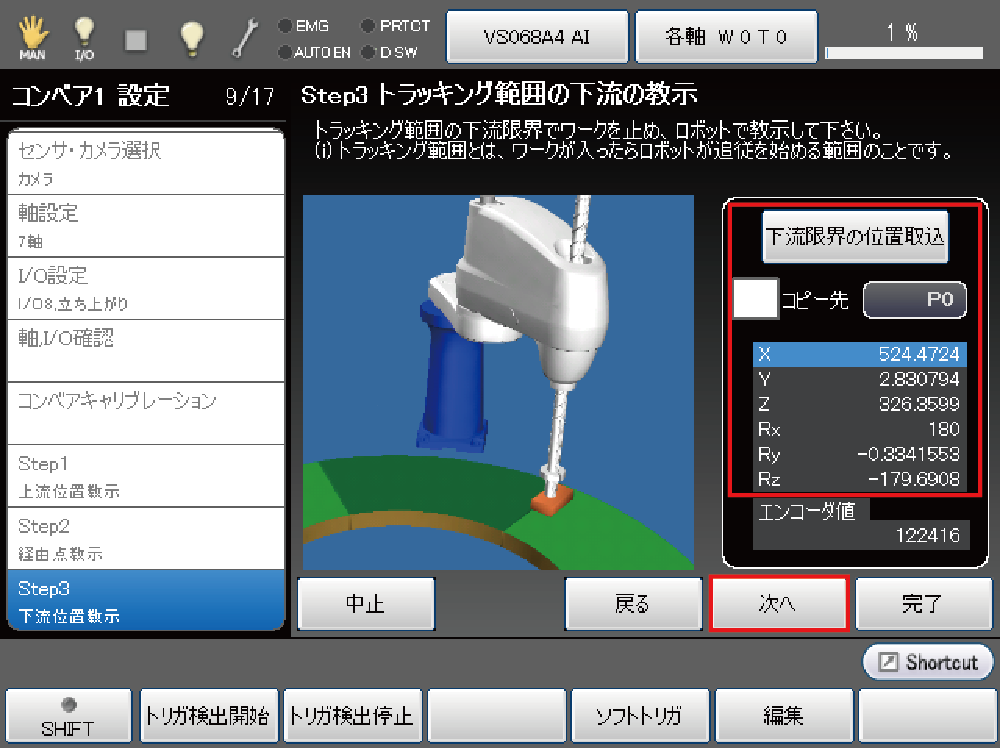 MAN
I/O
EMG
PRTCT
AUTO EN
D SW
VS068A4 A1
各軸 W0T0
1 %
コンベア1 設定 9/17
Step3 トラッキング範囲の下流の教示
トラッキング範囲の下流限界でワークを止め、ロボットで教示して下さい。
(i)トラッキング範囲とは、ワークが入ったらロボットが追従を始める範囲のことです。
センサ・カメラ選択
カメラ
軸設定
7軸
I/O設定
I/O8,立ち上がり
軸,I/O確認
コンベアキャリブレーション
Step1
上流位置教示
Step2
経由点教示
Step3
下流位置教示
下流限界の位置取込
コピー先 P0
X 524.4724
Y 2.830794
Z 326.3599
Rx 180
Ry -0.3341553
Rz -179.6908
エンコーダ値
122416
中止
戻る
次へ
完了
Shortcut
SHIFT
トリガ検出開始
トリガ検出停止
ソフトトリガ
編集